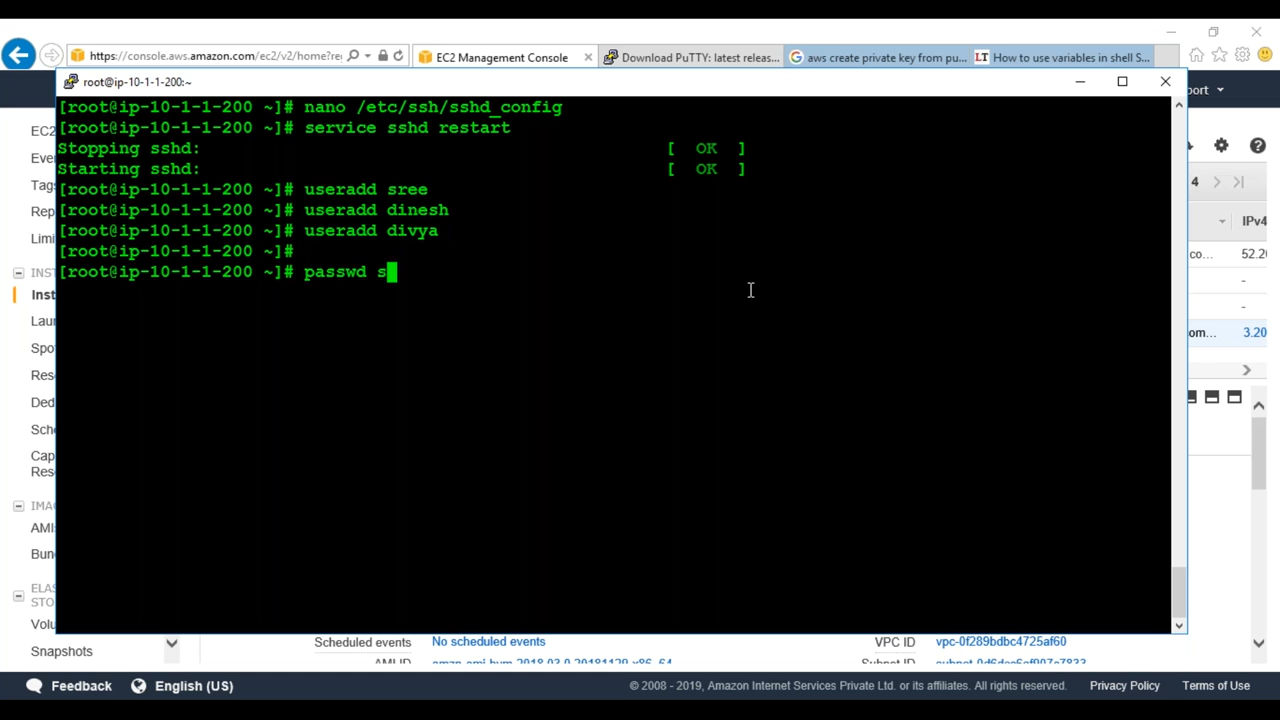 https://console.aws.amazon.com/ec2/v2/home?re
EC2 Management Console
Download PuTTY: latest releas...
aws create private key from pu...
LT How to use variables in shell S...
root@ip-10-1-1-200:~
port
[root@ip-10-1-1-200 ~]# nano /etc/ssh/sshd_config
[root@ip-10-1-1-200 ~]# service sshd restart
Stopping sshd: [ OK ]
Starting sshd: [ OK ]
[root@ip-10-1-1-200 ~]# useradd sree
[root@ip-10-1-1-200 ~]# useradd dinesh
[root@ip-10-1-1-200 ~]# useradd divya
[root@ip-10-1-1-200 ~]#
[root@ip-10-1-1-200 ~]# passwd s
EC2
Eve
Tags
Rep
Limi
INST
Inst
Lau
Spo
Res
Ded
Sch
Cap
Res
IMA
AMI
Bun
ELAS
STO
Volu
Snapshots
4
IPv4
co... 52.20
-
-
om... 3.20
Scheduled events No scheduled events
VPC ID vpc-0f289bdbc4725af60
AMI ID
Subnet ID
Feedback English (US)
© 2008 - 2019, Amazon Internet Services Private Ltd. or its affiliates. All rights reserved. Privacy Policy Terms of Use